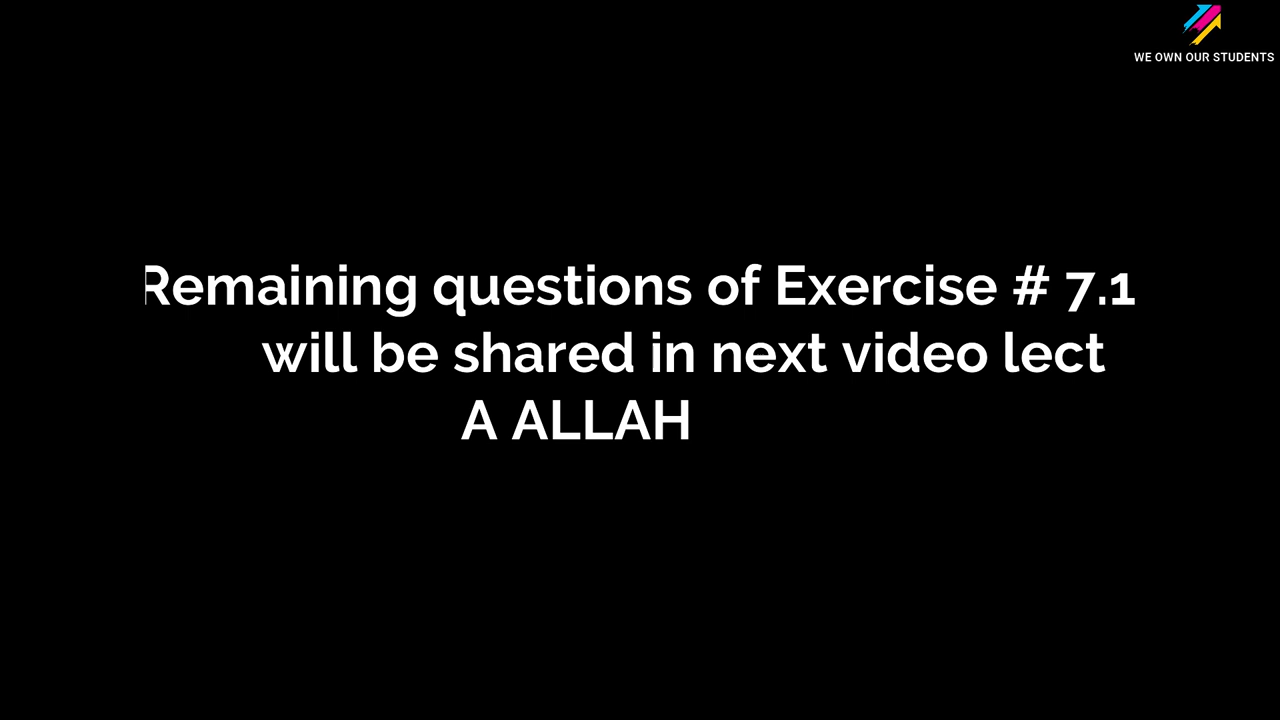 WE OWN OUR STUDENTS
Remaining questions of Exercise # 7.1
will be shared in next video lect
A ALLAH